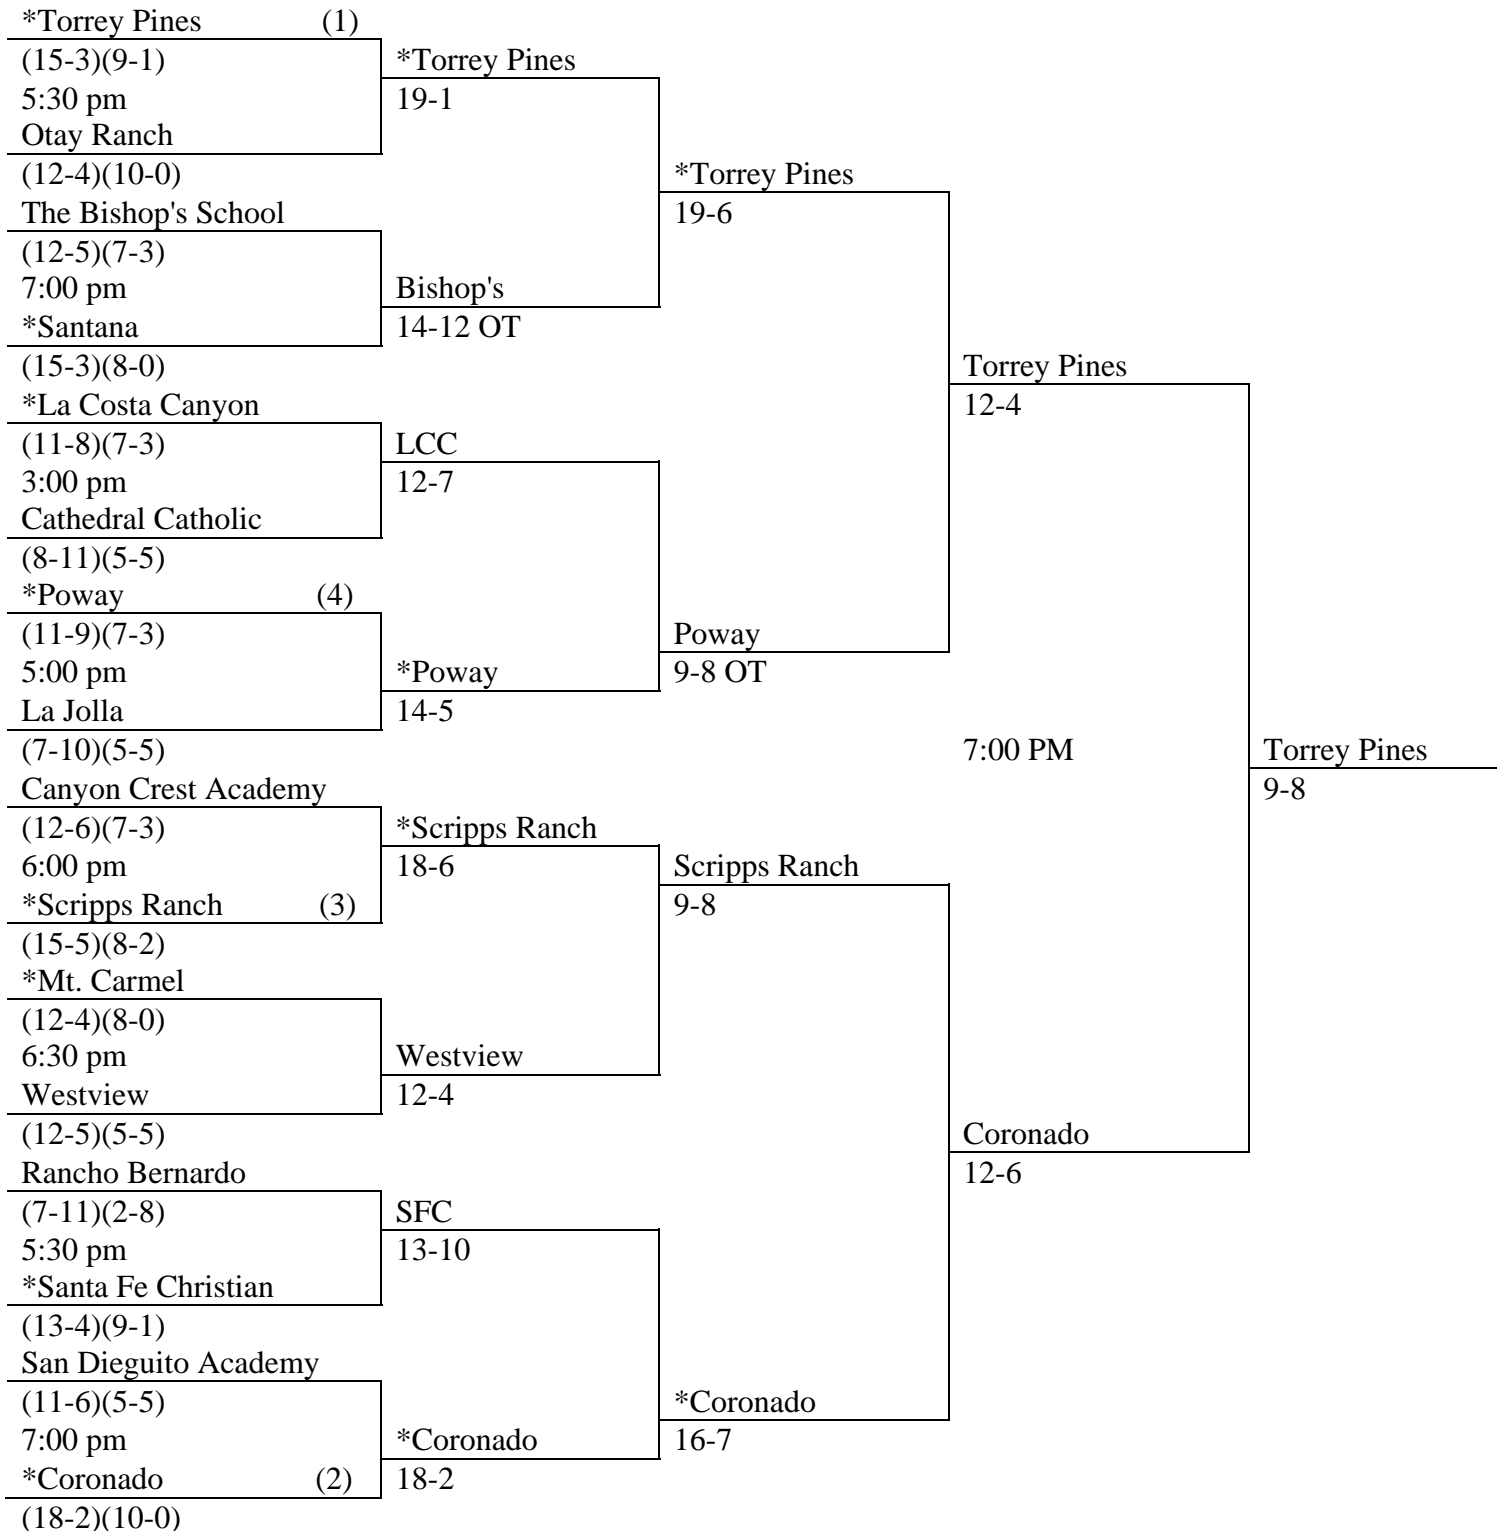 *Torrey Pines (1)
(15-3)(9-1)
5:30 pm
Otay Ranch
(12-4)(10-0)
The Bishop's School
(12-5)(7-3)
7:00 pm
*Santana
(15-3)(8-0)
*La Costa Canyon
(11-8)(7-3)
3:00 pm
Cathedral Catholic
(8-11)(5-5)
*Poway (4)
(11-9)(7-3)
5:00 pm
La Jolla
(7-10)(5-5)
Canyon Crest Academy
(12-6)(7-3)
6:00 pm
*Scripps Ranch (3)
(15-5)(8-2)
*Mt. Carmel
(12-4)(8-0)
6:30 pm
Westview
(12-5)(5-5)
Rancho Bernardo
(7-11)(2-8)
5:30 pm
*Santa Fe Christian
(13-4)(9-1)
San Dieguito Academy
(11-6)(5-5)
7:00 pm
*Coronado (2)
(18-2)(10-0)
*Torrey Pines
19-1
Bishop's
14-12 OT
LCC
12-7
*Poway
14-5
*Scripps Ranch
18-6
Westview
12-4
SFC
13-10
*Coronado
18-2
*Torrey Pines
19-6
Poway
9-8 OT
Scripps Ranch
9-8
*Coronado
16-7
Torrey Pines
12-4
7:00 PM
Coronado
12-6
Torrey Pines
9-8